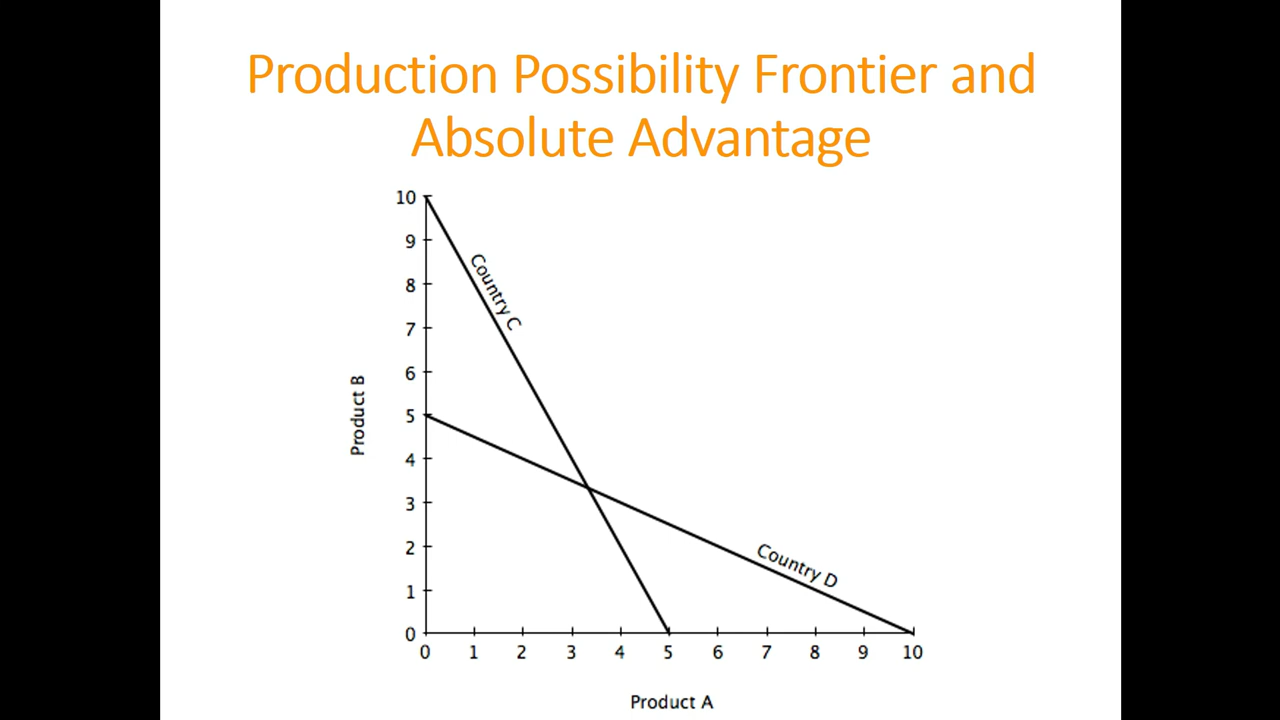 Production Possibility Frontier and
Absolute Advantage
10
9
8
7
6
5
4
3
2
1
0
Product B
Country C
Country D
0 1 2 3 4 5 6 7 8 9 10
Product A